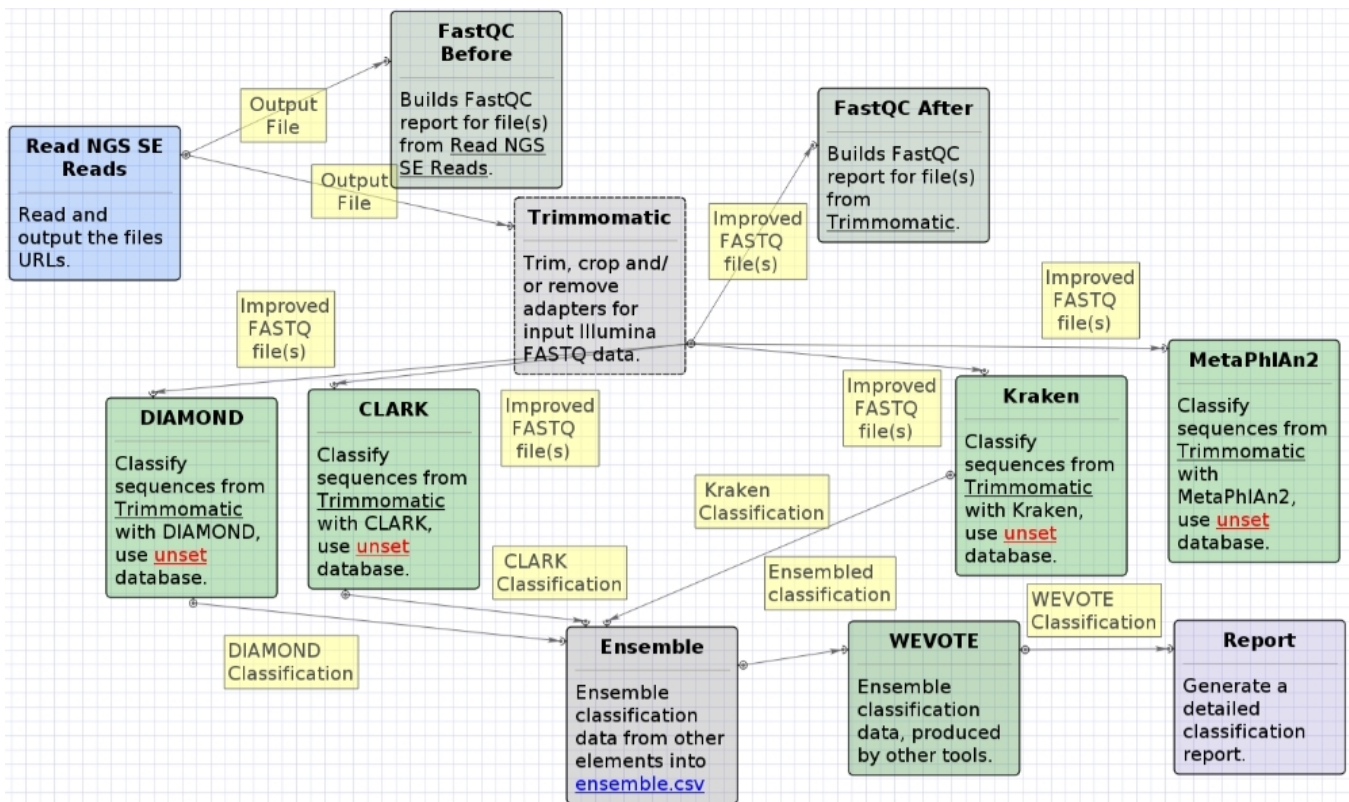 FastQC
Before
Builds FastQC
report for file(s)
from Read NGS
SE Reads.
Output
File
Read NGS SE
Reads
Read and
output the files
URLs.
Output
File
FastQC After
Builds FastQC
report for file(s)
from
Trimmomatic.
Trimmomatic
Trim, crop and/
or remove
adapters for
input Illumina
FASTQ data.
Improved
FASTQ
file(s)
Improved
FASTQ
file(s)
Improved
FASTQ
file(s)
MetaPhlAn2
Classify
sequences from
Trimmomatic
with
MetaPhlAn2,
use unset
database.
DIAMOND
Classify
sequences from
Trimmomatic
with DIAMOND,
use unset
database.
CLARK
Classify
sequences from
Trimmomatic
with CLARK,
use unset
database.
Improved
FASTQ
file(s)
Improved
FASTQ
file(s)
Kraken
Classify
sequences from
Trimmomatic
with Kraken,
use unset
database.
Kraken
Classification
CLARK
Classification
Ensembled
classification
WEVOTE
Classification
DIAMOND
Classification
Ensemble
Ensemble
classification
data from other
elements into
ensemble.csv
WEVOTE
Ensemble
classification
data, produced
by other tools.
Report
Generate a
detailed
classification
report.